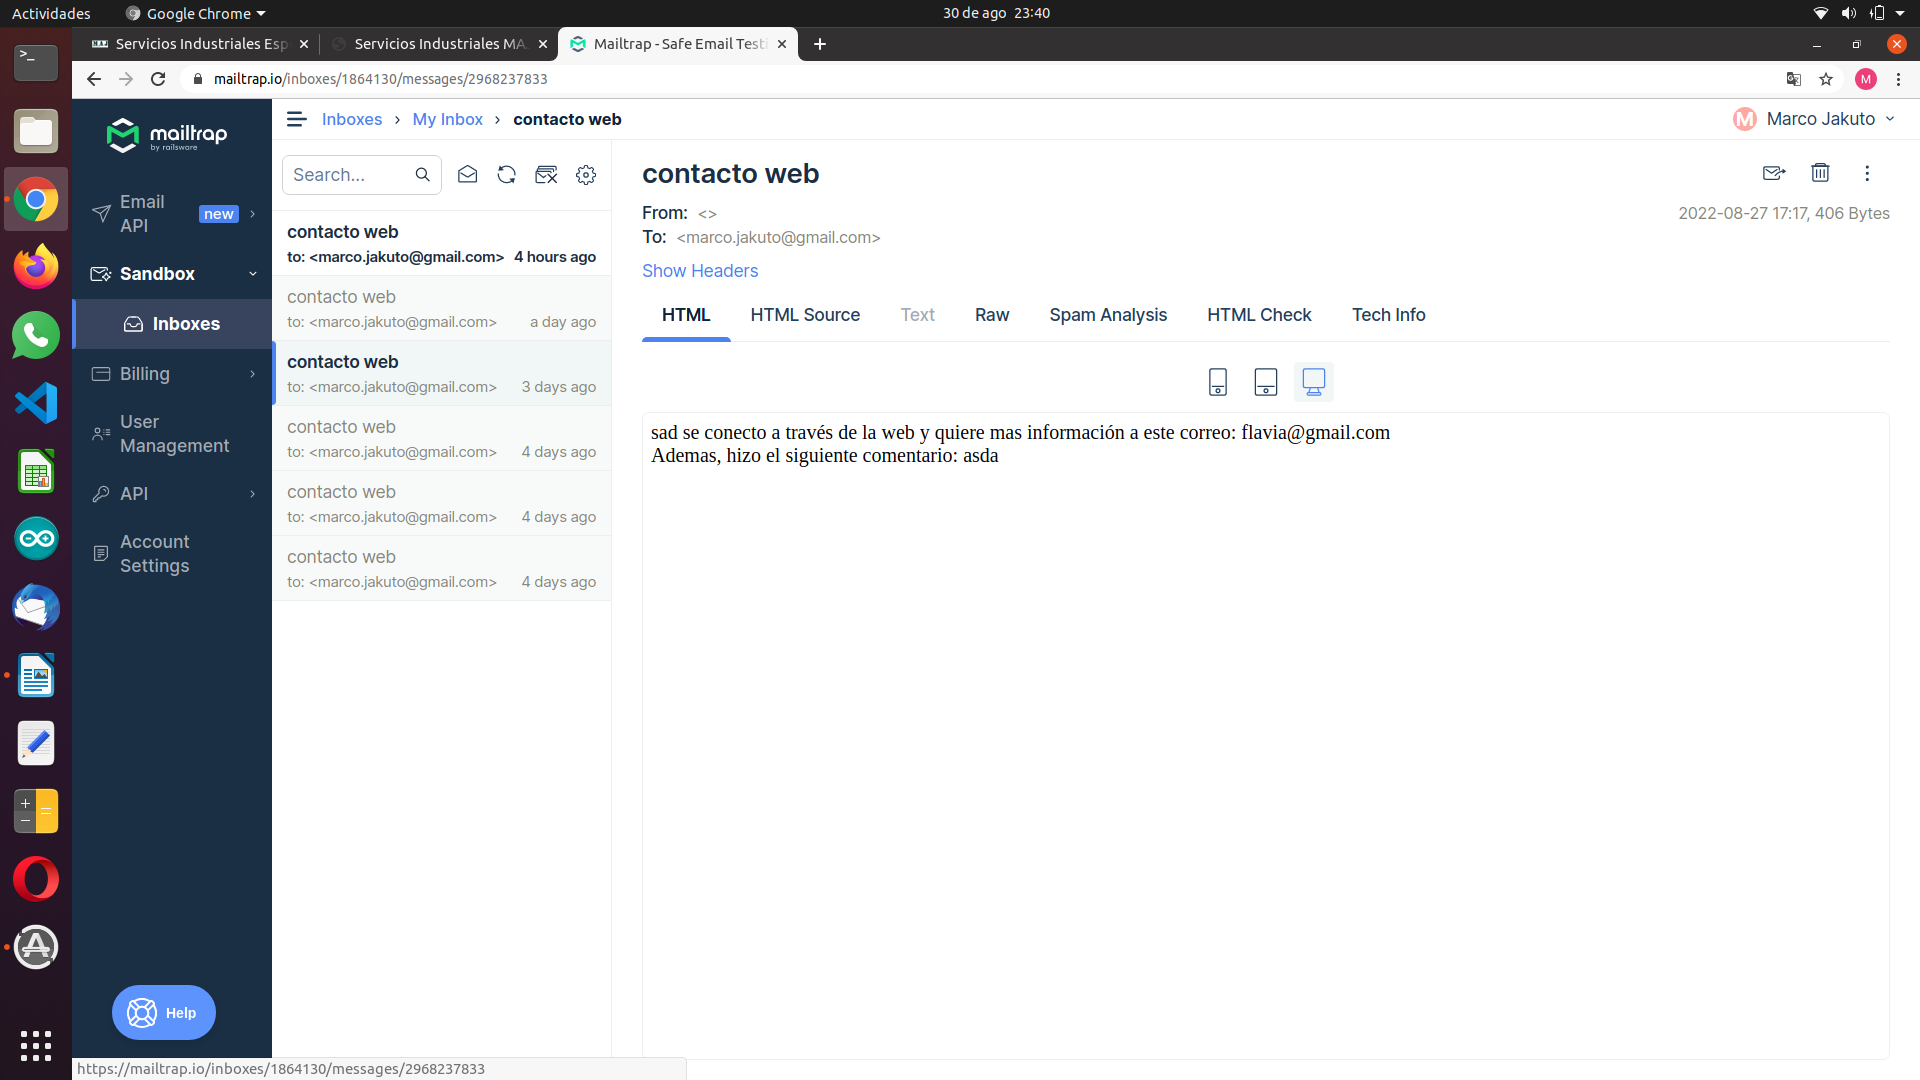 Actividades
Google Chrome
30 de ago 23:40
Servicios Industriales Esp
Servicios Industriales MA
Mailtrap - Safe Email Testi
mailtrap.io/inboxes/1864130/messages/2968237833
M
mailtrap
by railsware
Email API
new
Sandbox
Inboxes
Billing
User Management
API
Account Settings
Help
Inboxes › My Inbox › contacto web
M Marco Jakuto
Search...
contacto web
to: <marco.jakuto@gmail.com> 4 hours ago
contacto web
to: <marco.jakuto@gmail.com> a day ago
contacto web
to: <marco.jakuto@gmail.com> 3 days ago
contacto web
to: <marco.jakuto@gmail.com> 4 days ago
contacto web
to: <marco.jakuto@gmail.com> 4 days ago
contacto web
to: <marco.jakuto@gmail.com> 4 days ago
contacto web
From: <>
2022-08-27 17:17, 406 Bytes
To: <marco.jakuto@gmail.com>
Show Headers
HTML HTML Source Text Raw Spam Analysis HTML Check Tech Info
sad se conecto a través de la web y quiere mas información a este correo: flavia@gmail.com
Ademas, hizo el siguiente comentario: asda
https://mailtrap.io/inboxes/1864130/messages/2968237833